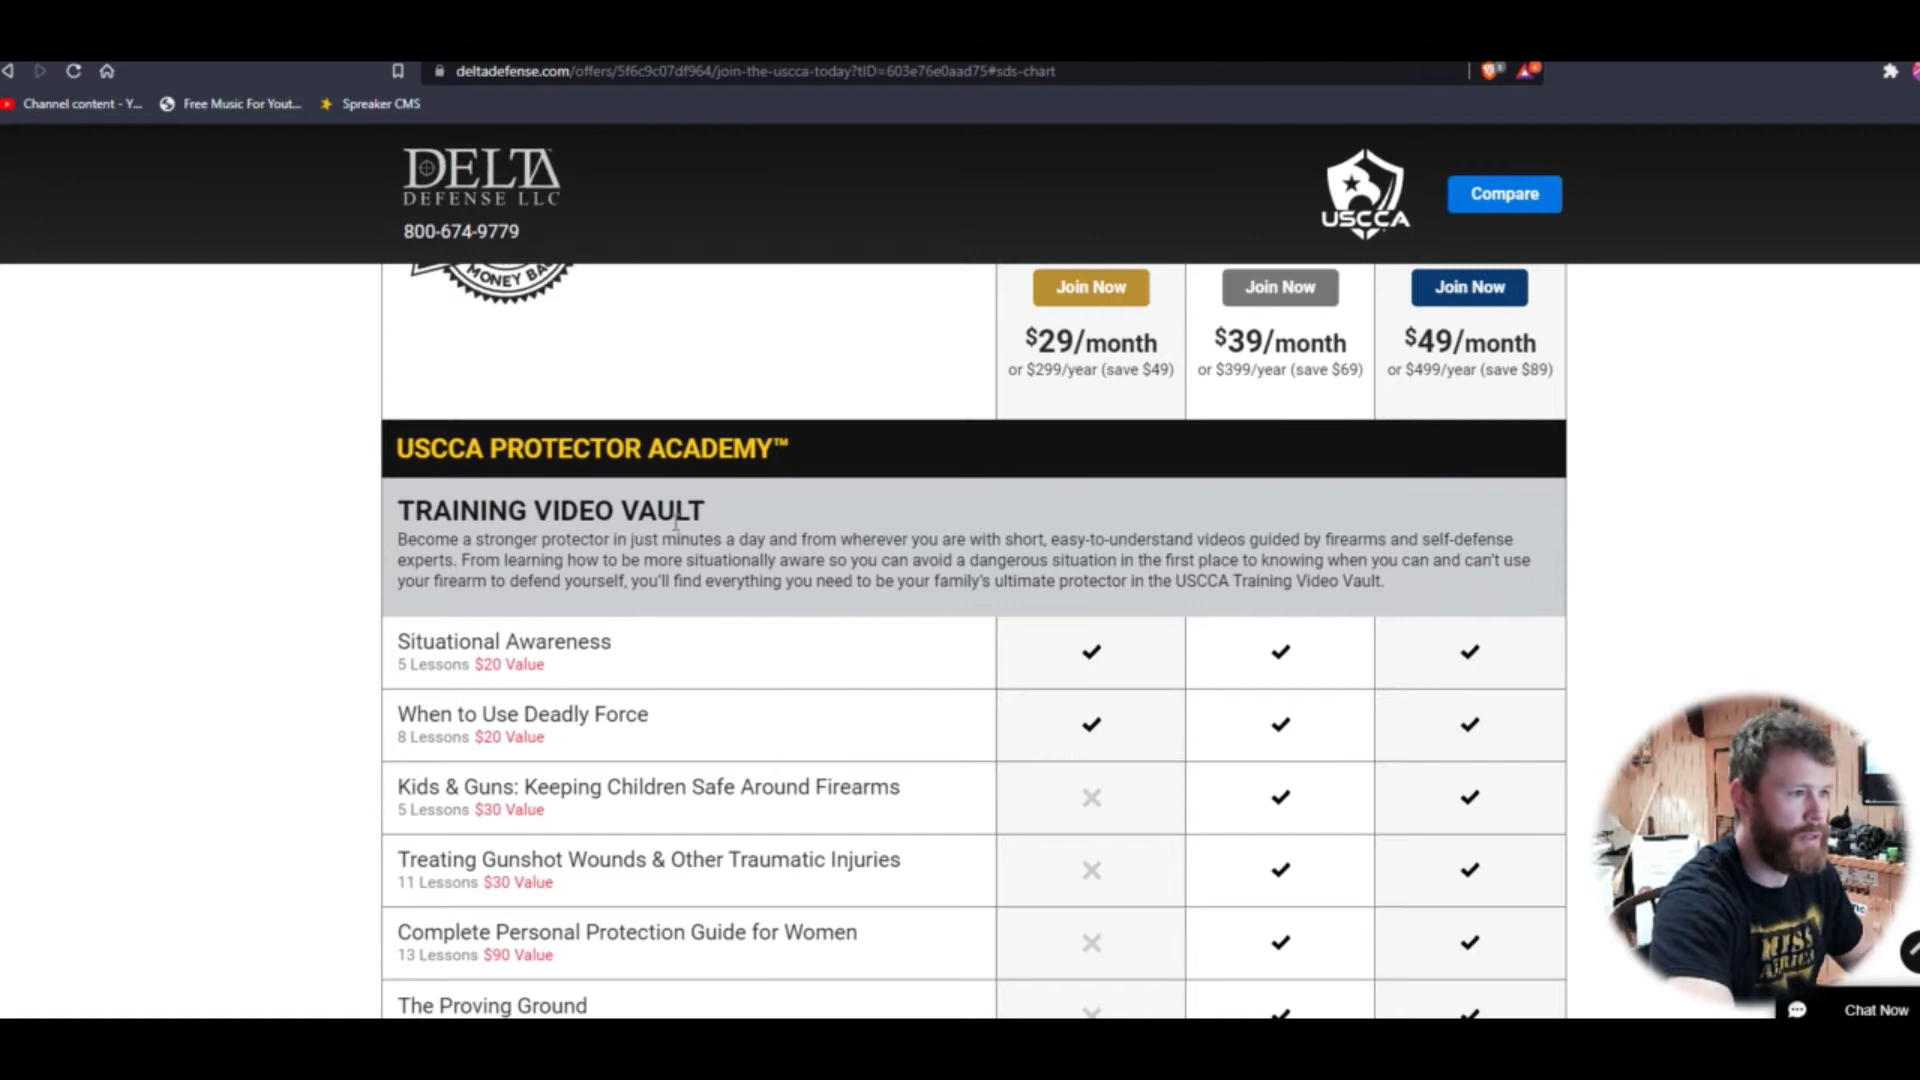 deltadefense.com/offers/5f6c9c07df964/join-the-uscca-today?tID=603e76e0aad75#sds-chart
Channel content - Y... Free Music For Yout... Spreaker CMS
DELTA
DEFENSE LLC
800-674-9779
USCCA
Compare
MONEY BA
Join Now Join Now Join Now
$29/month $39/month $49/month
or $299/year (save $49) or $399/year (save $69) or $499/year (save $89)
USCCA PROTECTOR ACADEMY™
TRAINING VIDEO VAULT
Become a stronger protector in just minutes a day and from wherever you are with short, easy-to-understand videos guided by firearms and self-defense
experts. From learning how to be more situationally aware so you can avoid a dangerous situation in the first place to knowing when you can and can't use
your firearm to defend yourself, you'll find everything you need to be your family's ultimate protector in the USCCA Training Video Vault.
Situational Awareness
5 Lessons $20 Value
When to Use Deadly Force
8 Lessons $20 Value
Kids & Guns: Keeping Children Safe Around Firearms
5 Lessons $30 Value
Treating Gunshot Wounds & Other Traumatic Injuries
11 Lessons $30 Value
Complete Personal Protection Guide for Women
13 Lessons $90 Value
The Proving Ground
MISS
AFRICA
Chat Now